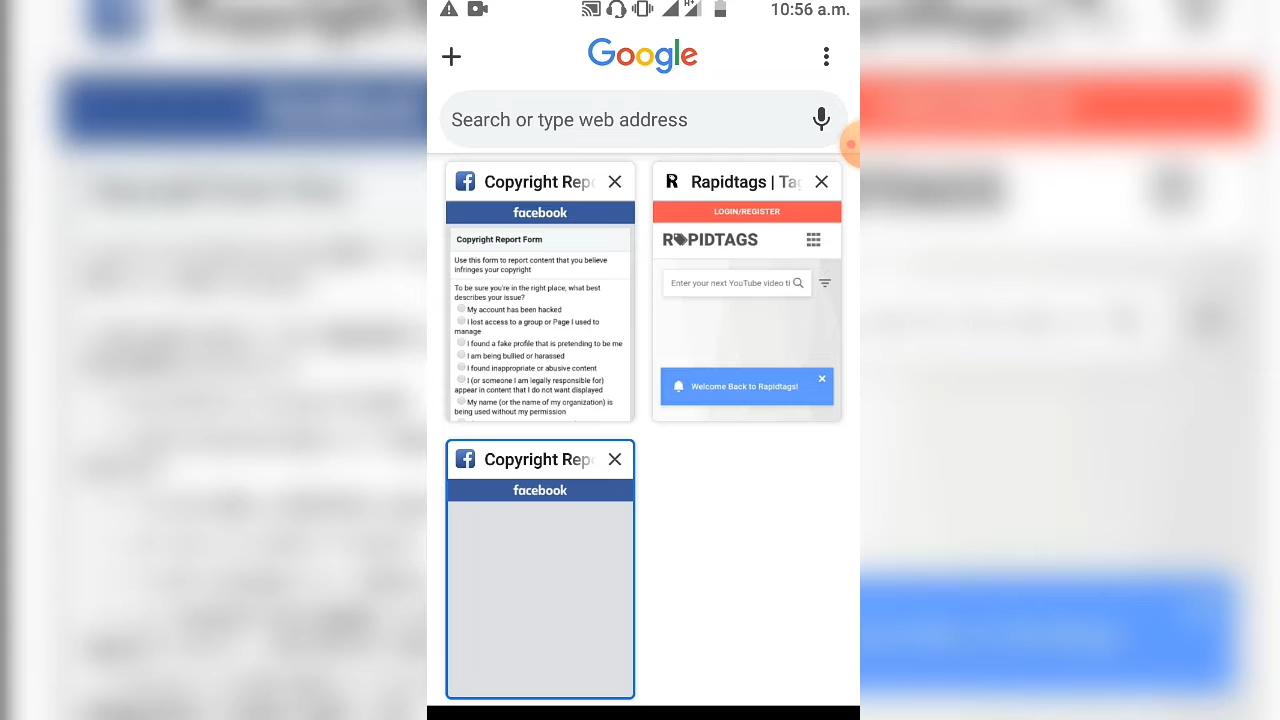 H+
10:56 a.m.
Google
Search or type web address
Copyright Rep
facebook
Copyright Report Form
Use this form to report content that you believe
infringes your copyright
To be sure you're in the right place, what best
describes your issue?
My account has been hacked
I lost access to a group or Page I used to
manage
I found a fake profile that is pretending to be me
I am being bullied or harassed
I found inappropriate or abusive content
I (or someone I am legally responsible for)
appear in content that I do not want displayed
My name (or the name of my organization) is
being used without my permission
Rapidtags | Tag
LOGIN/REGISTER
RAPIDTAGS
Enter your next YouTube video ti
Welcome Back to Rapidtags!
Copyright Rep
facebook